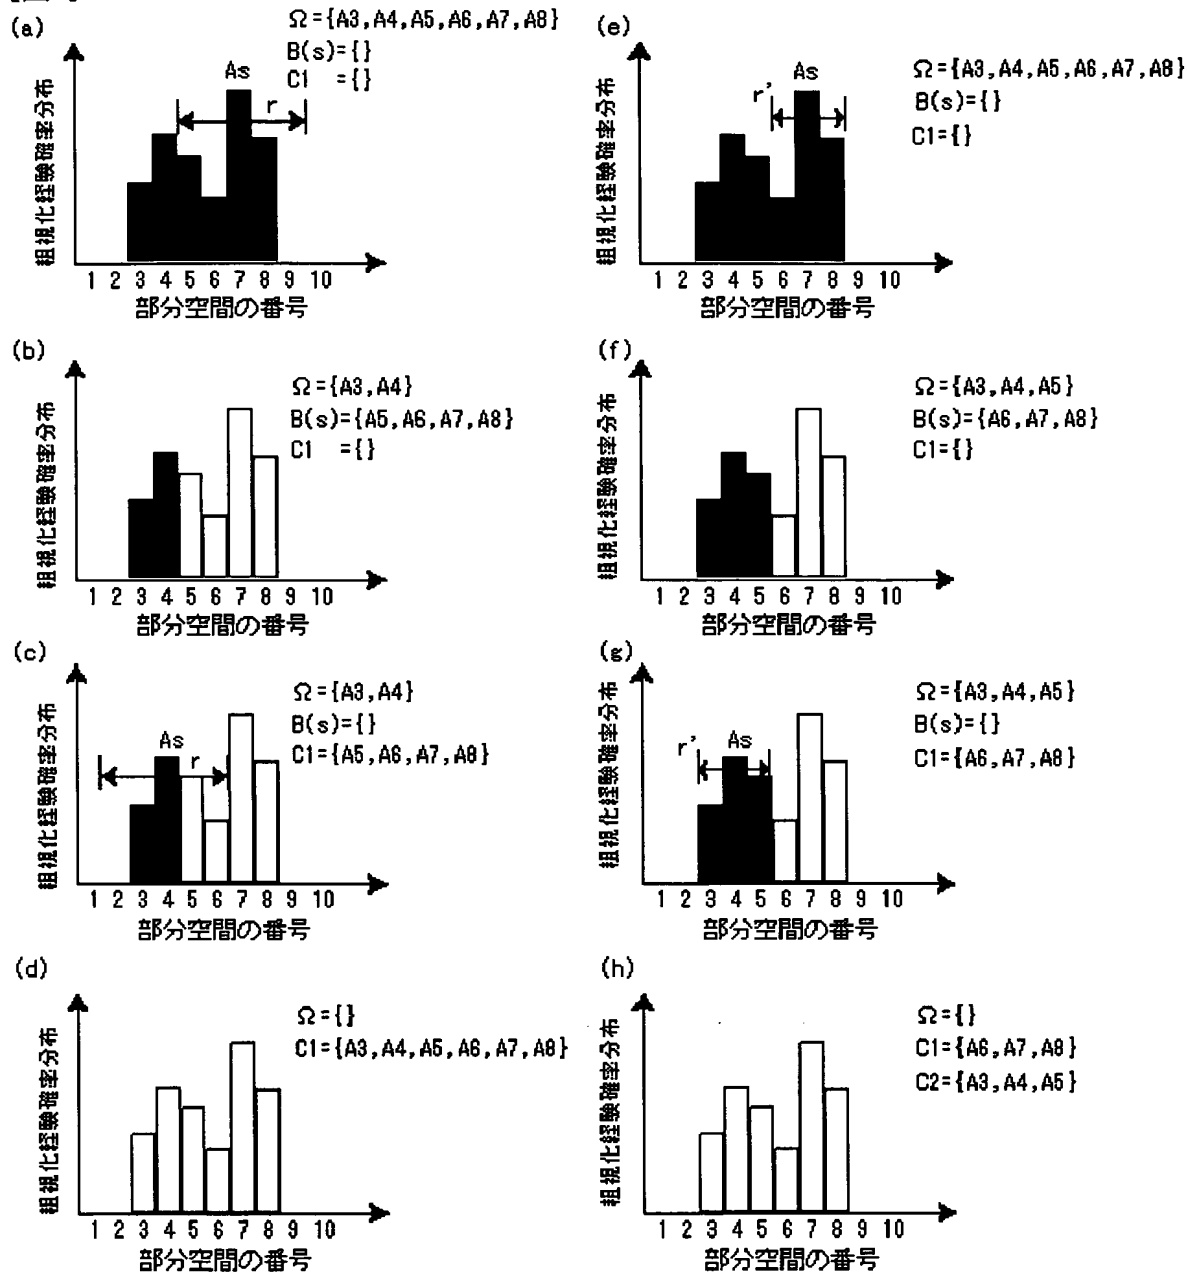 (a)
Ω={A3,A4,A5,A6,A7,A8}
B(s)={}
C1 ={}
As
r
粗視化経験確率分布
1 2 3 4 5 6 7 8 9 10
部分空間の番号
(b)
Ω={A3,A4}
B(s)={A5,A6,A7,A8}
C1 ={}
粗視化経験確率分布
1 2 3 4 5 6 7 8 9 10
部分空間の番号
(c)
Ω={A3,A4}
B(s)={}
C1={A5,A6,A7,A8}
As
r
粗視化経験確率分布
1 2 3 4 5 6 7 8 9 10
部分空間の番号
(d)
Ω={}
C1={A3,A4,A5,A6,A7,A8}
粗視化経験確率分布
1 2 3 4 5 6 7 8 9 10
部分空間の番号
(e)
Ω={A3,A4,A5,A6,A7,A8}
B(s)={}
C1={}
As
r'
粗視化経験確率分布
1 2 3 4 5 6 7 8 9 10
部分空間の番号
(f)
Ω={A3,A4,A5}
B(s)={A6,A7,A8}
C1={}
粗視化経験確率分布
1 2 3 4 5 6 7 8 9 10
部分空間の番号
(g)
Ω={A3,A4,A5}
B(s)={}
C1={A6,A7,A8}
As
r'
粗視化経験確率分布
1 2 3 4 5 6 7 8 9 10
部分空間の番号
(h)
Ω={}
C1={A6,A7,A8}
C2={A3,A4,A5}
粗視化経験確率分布
1 2 3 4 5 6 7 8 9 10
部分空間の番号